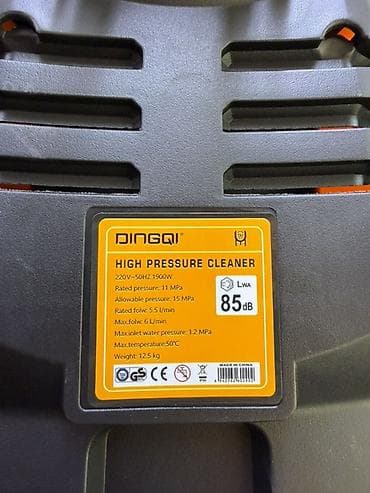 DINGQI
HIGH PRESSURE CLEANER
220V~50HZ 1900W
Rated pressure: 11 MPa
Allowable pressure: 15 MPa
Rated folw: 5.5 L/min
Max.folw: 6 L/min
Max.inlet water pressure: 1.2 MPa
Max.temperature:50℃
Weight: 12.5 kg
LWA
85dB
GS
CE
MADE IN CHINA